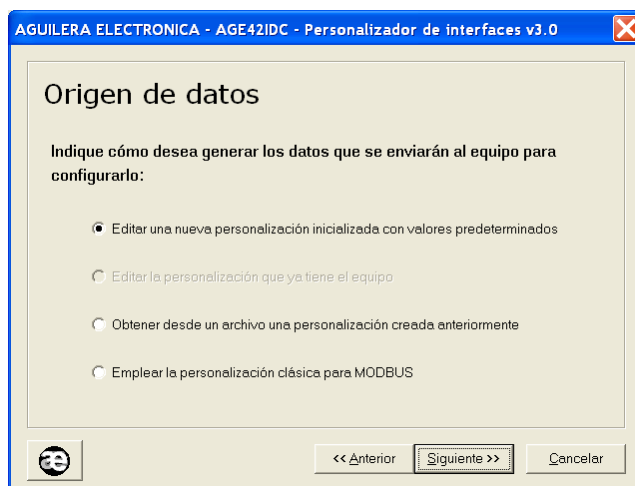 AGUILERA ELECTRONICA - AGE42IDC - Personalizador de interfaces v3.0
Origen de datos
Indique cómo desea generar los datos que se enviarán al equipo para
configurarlo:
Editar una nueva personalización inicializada con valores predeterminados
Editar la personalización que ya tiene el equipo
Obtener desde un archivo una personalización creada anteriormente
Emplear la personalización clásica para MODBUS
æ << Anterior Siguiente >> Cancelar